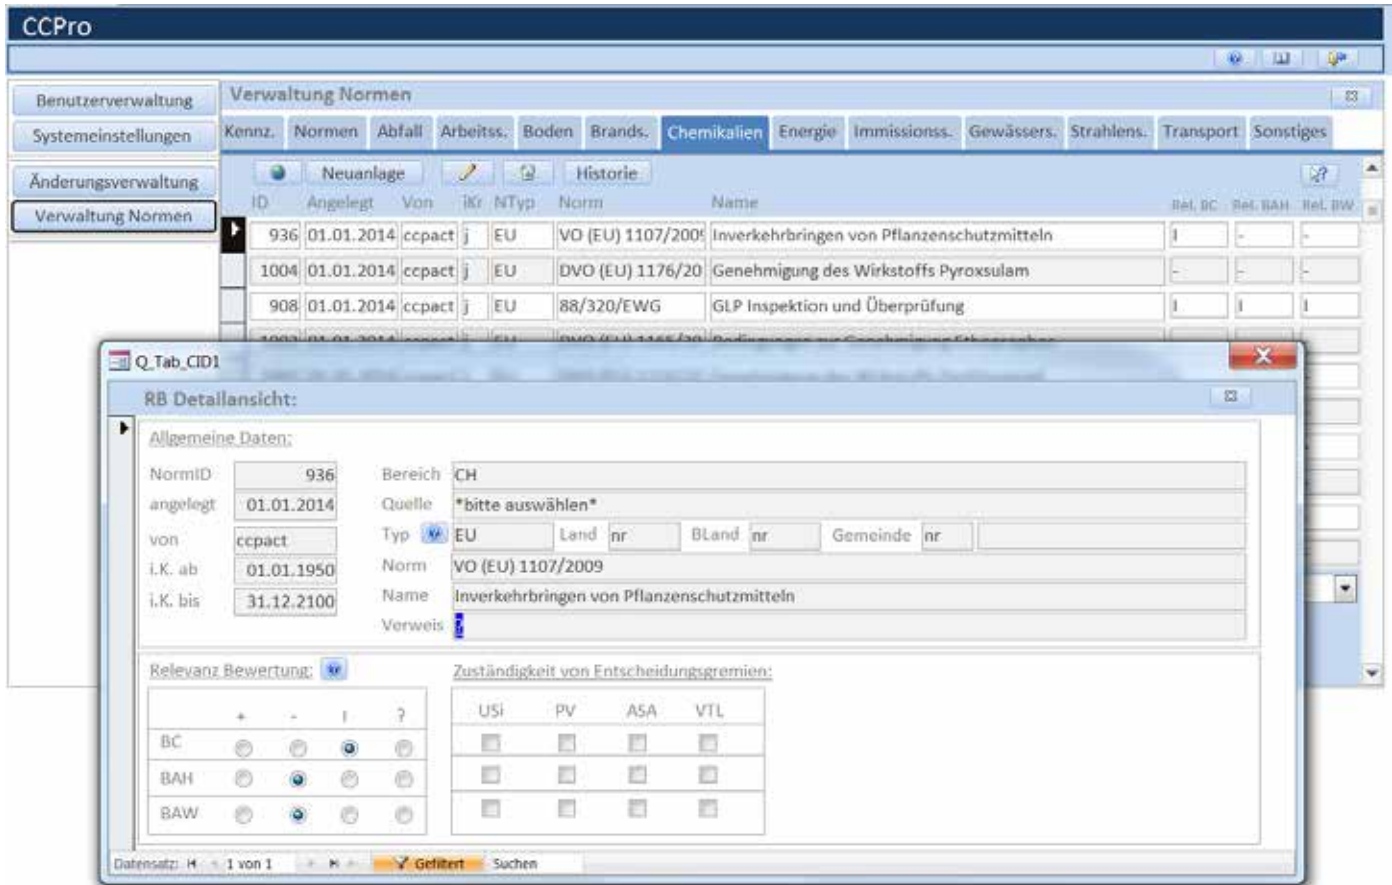 CCPro
Benutzerverwaltung
Systemeinstellungen
Änderungsverwaltung
Verwaltung Normen
Verwaltung Normen
Kennz. Normen Abfall Arbeitss. Boden Brands. Chemikalien Energie Immissionss. Gewässers. Strahlens. Transport Sonstiges
Neuanlage Historie
ID Angelegt Von iKr NTyp Norm Name Rel. BC Rel. BAH Rel. BW
936 01.01.2014 ccpact j EU VO (EU) 1107/2009 Inverkehrbringen von Pflanzenschutzmitteln I - -
1004 01.01.2014 ccpact j EU DVO (EU) 1176/20 Genehmigung des Wirkstoffs Pyroxsulam - - -
908 01.01.2014 ccpact j EU 88/320/EWG GLP Inspektion und Überprüfung I I I
Q_Tab_CID1
RB Detailansicht:
Allgemeine Daten:
NormID 936 Bereich CH
angelegt 01.01.2014 Quelle *bitte auswählen*
von ccpact Typ EU Land nr BLand nr Gemeinde nr
i.K. ab 01.01.1950 Norm VO (EU) 1107/2009
i.K. bis 31.12.2100 Name Inverkehrbringen von Pflanzenschutzmitteln
Verweis ?
Relevanz Bewertung: Zuständigkeit von Entscheidungsgremien:
+ - I ? USi PV ASA VTL
BC
BAH
BAW
Datensatz: 1 von 1 Gefiltert Suchen